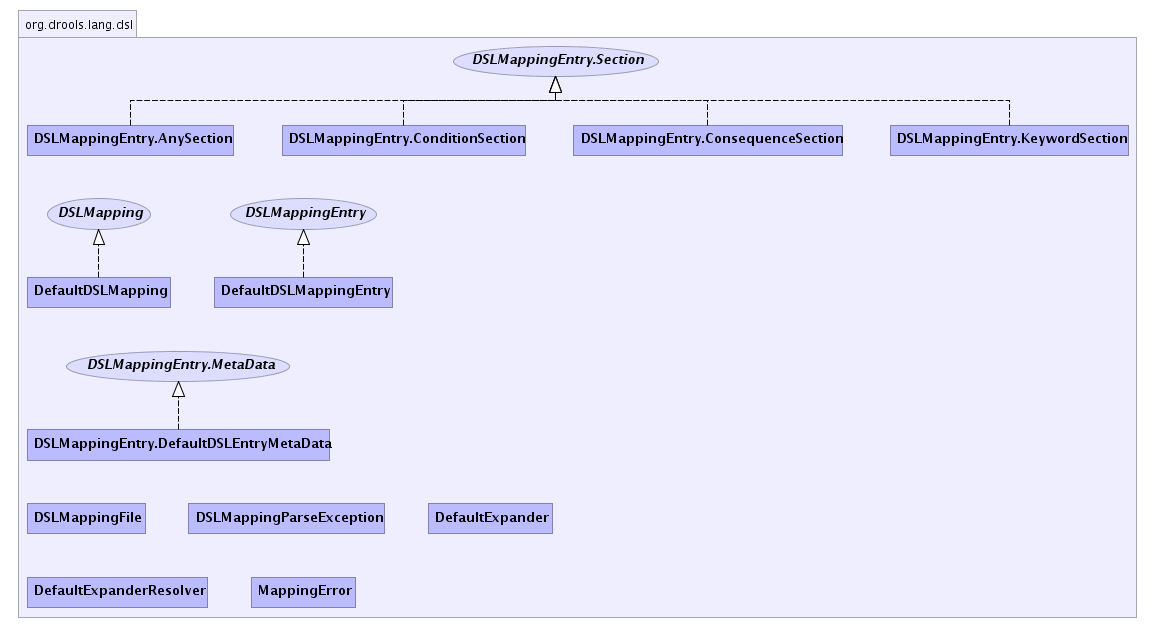 org.drools.lang.dsl
DSLMappingEntry.Section
DSLMappingEntry.AnySection
DSLMappingEntry.ConditionSection
DSLMappingEntry.ConsequenceSection
DSLMappingEntry.KeywordSection
DSLMapping
DSLMappingEntry
DefaultDSLMapping
DefaultDSLMappingEntry
DSLMappingEntry.MetaData
DSLMappingEntry.DefaultDSLEntryMetaData
DSLMappingFile
DSLMappingParseException
DefaultExpander
DefaultExpanderResolver
MappingError